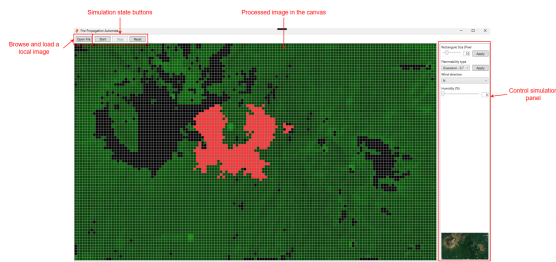 Simulation state buttons
Processed image in the canvas
Browse and load a
local image
Fire Propagation Automata
Open file
Start
Stop
Reset
Rectangle Size (Pixel
Apply
Flammability type
Apply
Wind direction
N
Humidity (%)
Control simulation
panel